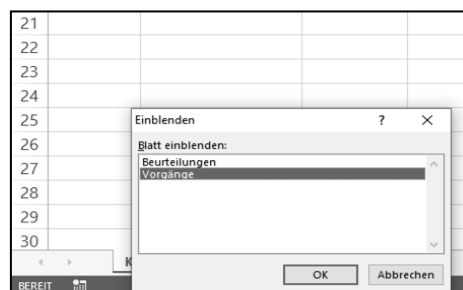 21
22
23
24
25
26
27
28
29
30
Einblenden ? ×
Blatt einblenden:
Beurteilungen
Vorgänge
OK Abbrechen
K
BEREIT